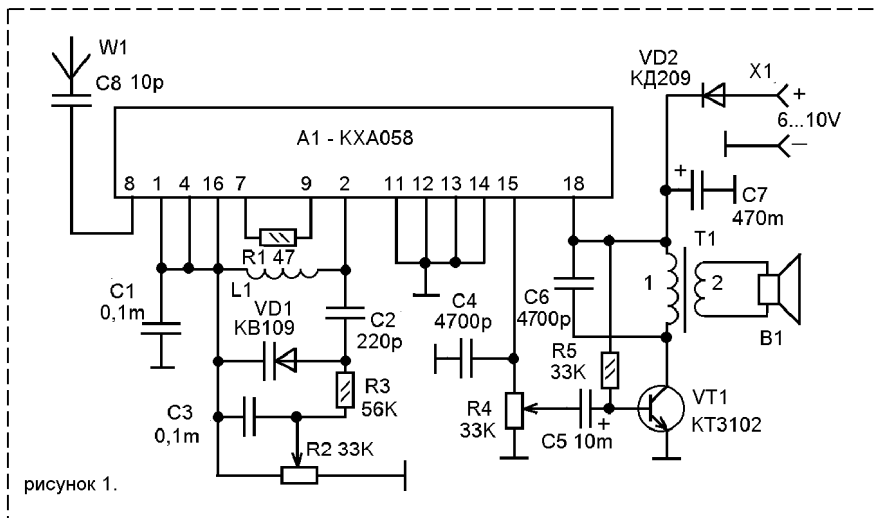 W1
C8 10p
A1 - KXA058
8 1 4 16 7 9 2 11 12 13 14 15 18
VD2
КД209
X1
+
6...10V
–
+
C7
470m
R1 47
L1
C1
0,1m
VD1
КВ109
C2
220p
C4
4700p
C6
4700p
T1
1
2
B1
R3
56K
R5
33K
C3
0,1m
R2 33K
R4
33K
C5 10m
+
VT1
КТ3102
рисунок 1.